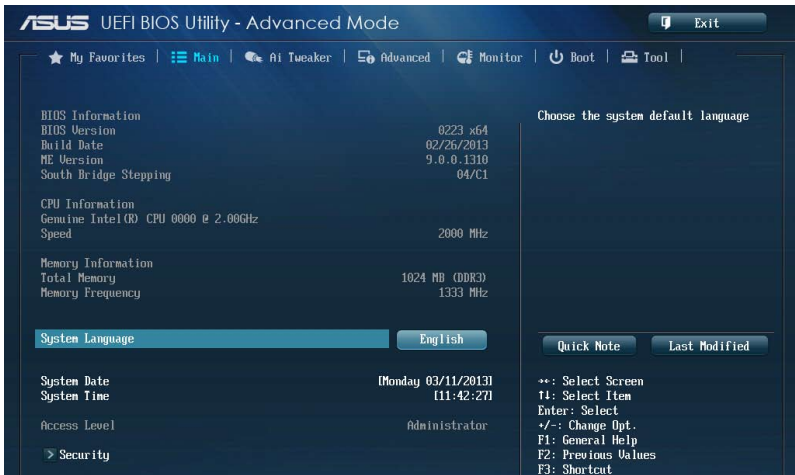 ASUS UEFI BIOS Utility - Advanced Mode
Exit
My Favorites | Main | Ai Tweaker | Advanced | Monitor | Boot | Tool |
BIOS Information
BIOS Version 0223 x64
Build Date 02/26/2013
ME Version 9.0.0.1310
South Bridge Stepping 04/C1
CPU Information
Genuine Intel(R) CPU 0000 @ 2.00GHz
Speed 2000 MHz
Memory Information
Total Memory 1024 MB (DDR3)
Memory Frequency 1333 MHz
System Language English
System Date [Monday 03/11/2013]
System Time [11:42:27]
Access Level Administrator
> Security
Choose the system default language
Quick Note Last Modified
→←: Select Screen
↑↓: Select Item
Enter: Select
+/-: Change Opt.
F1: General Help
F2: Previous Values
F3: Shortcut